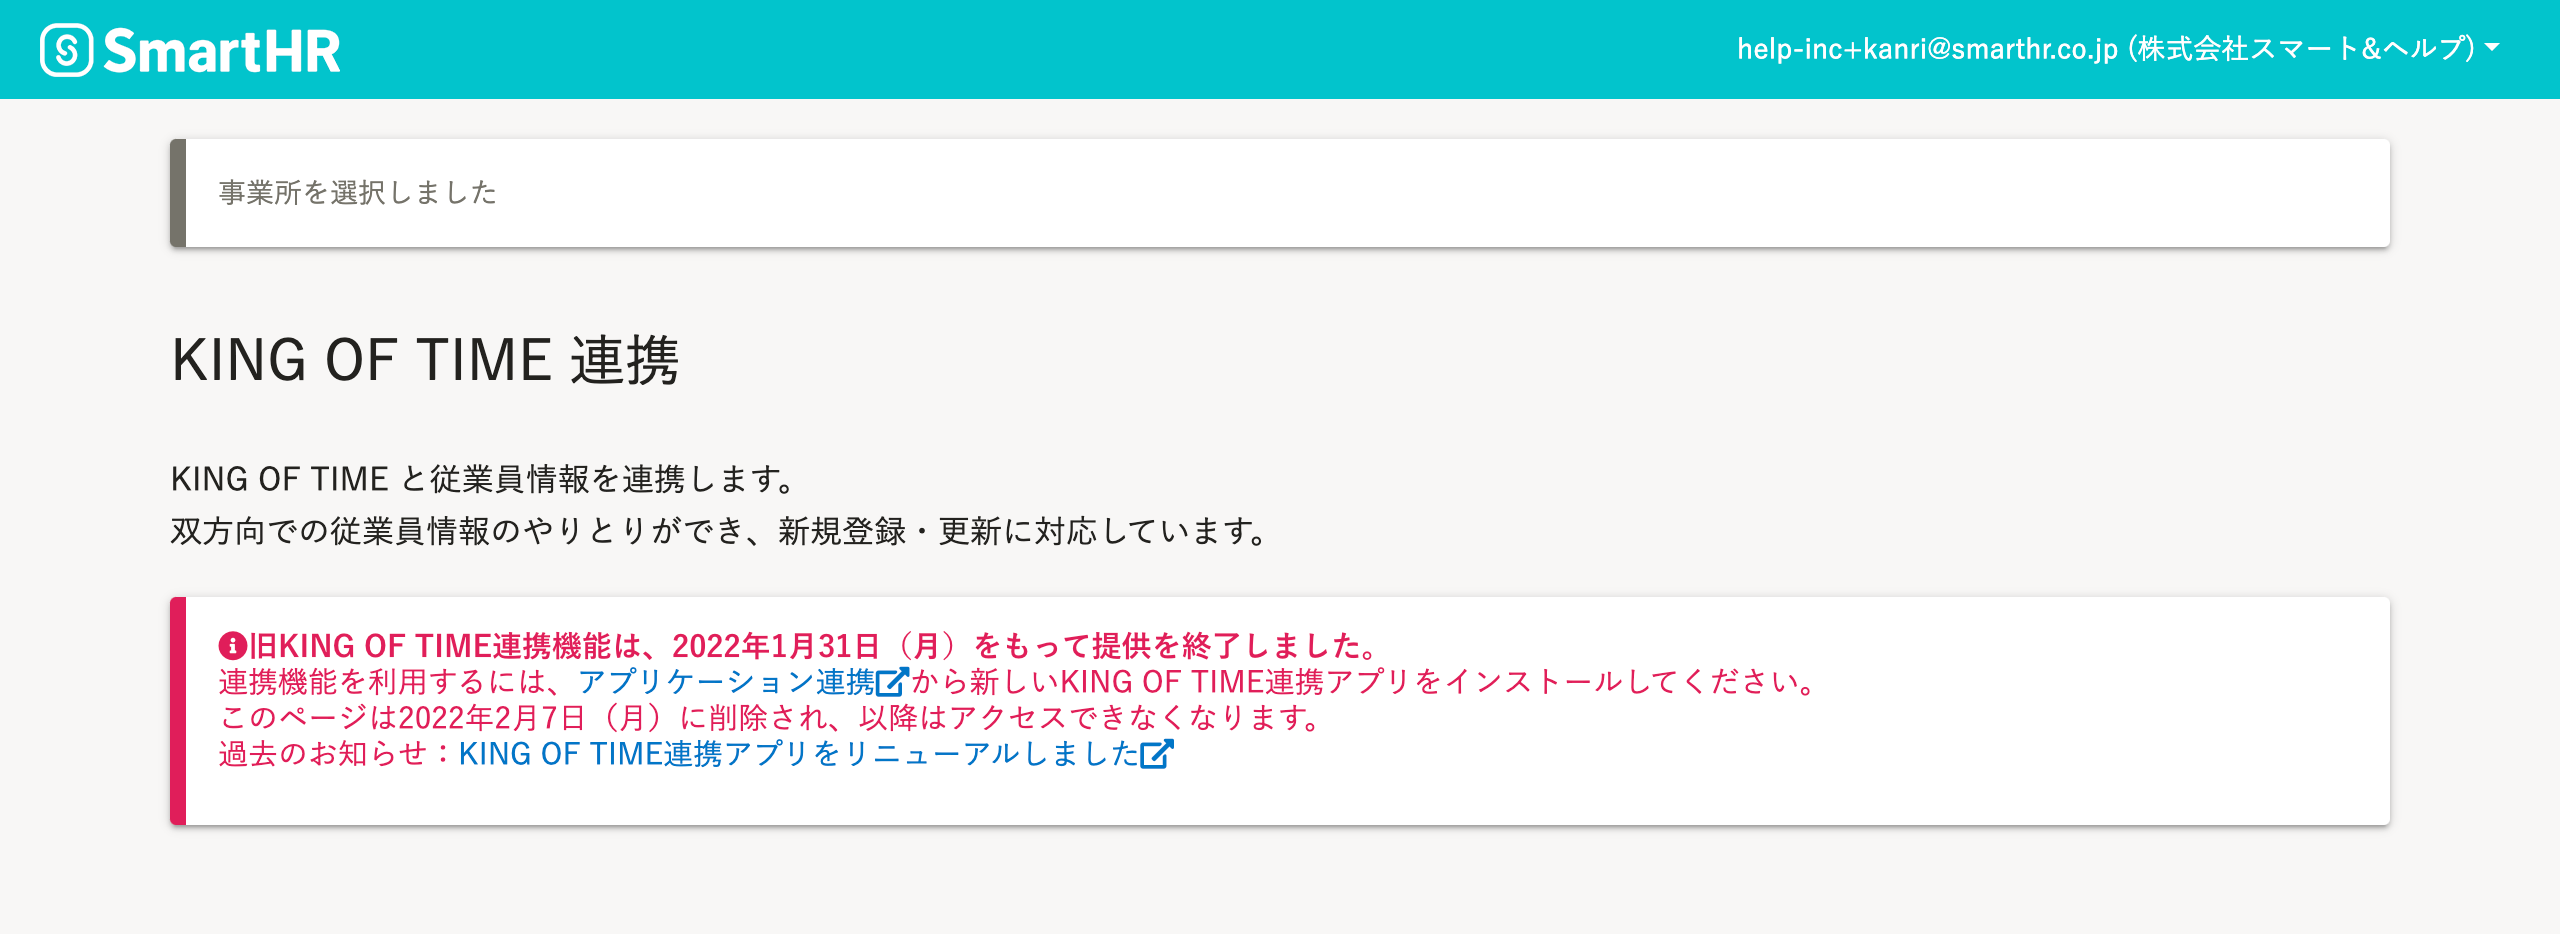 SmartHR
help-inc+kanri@smarthr.co.jp (株式会社スマート&ヘルプ)
事業所を選択しました
KING OF TIME 連携
KING OF TIME と従業員情報を連携します。
双方向での従業員情報のやりとりができ、新規登録・更新に対応しています。
旧KING OF TIME連携機能は、2022年1月31日（月）をもって提供を終了しました。
連携機能を利用するには、アプリケーション連携から新しいKING OF TIME連携アプリをインストールしてください。
このページは2022年2月7日（月）に削除され、以降はアクセスできなくなります。
過去のお知らせ：KING OF TIME連携アプリをリニューアルしました